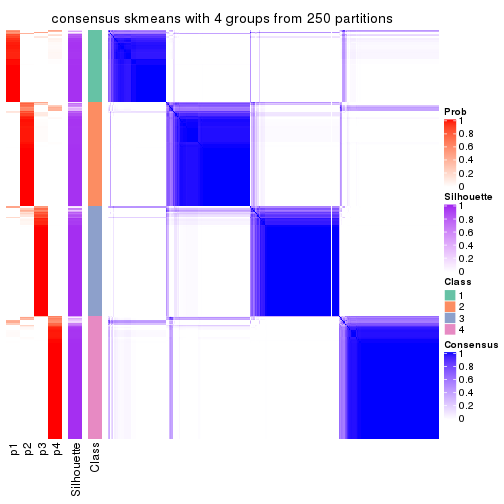 consensus skmeans with 4 groups from 250 partitions
Prob
1
0.8
0.6
0.4
0.2
0
Silhouette
1
0.8
0.6
0.4
0.2
0
Class
1
2
3
4
Consensus
1
0.8
0.6
0.4
0.2
0
p1
p2
p3
p4
Silhouette
Class